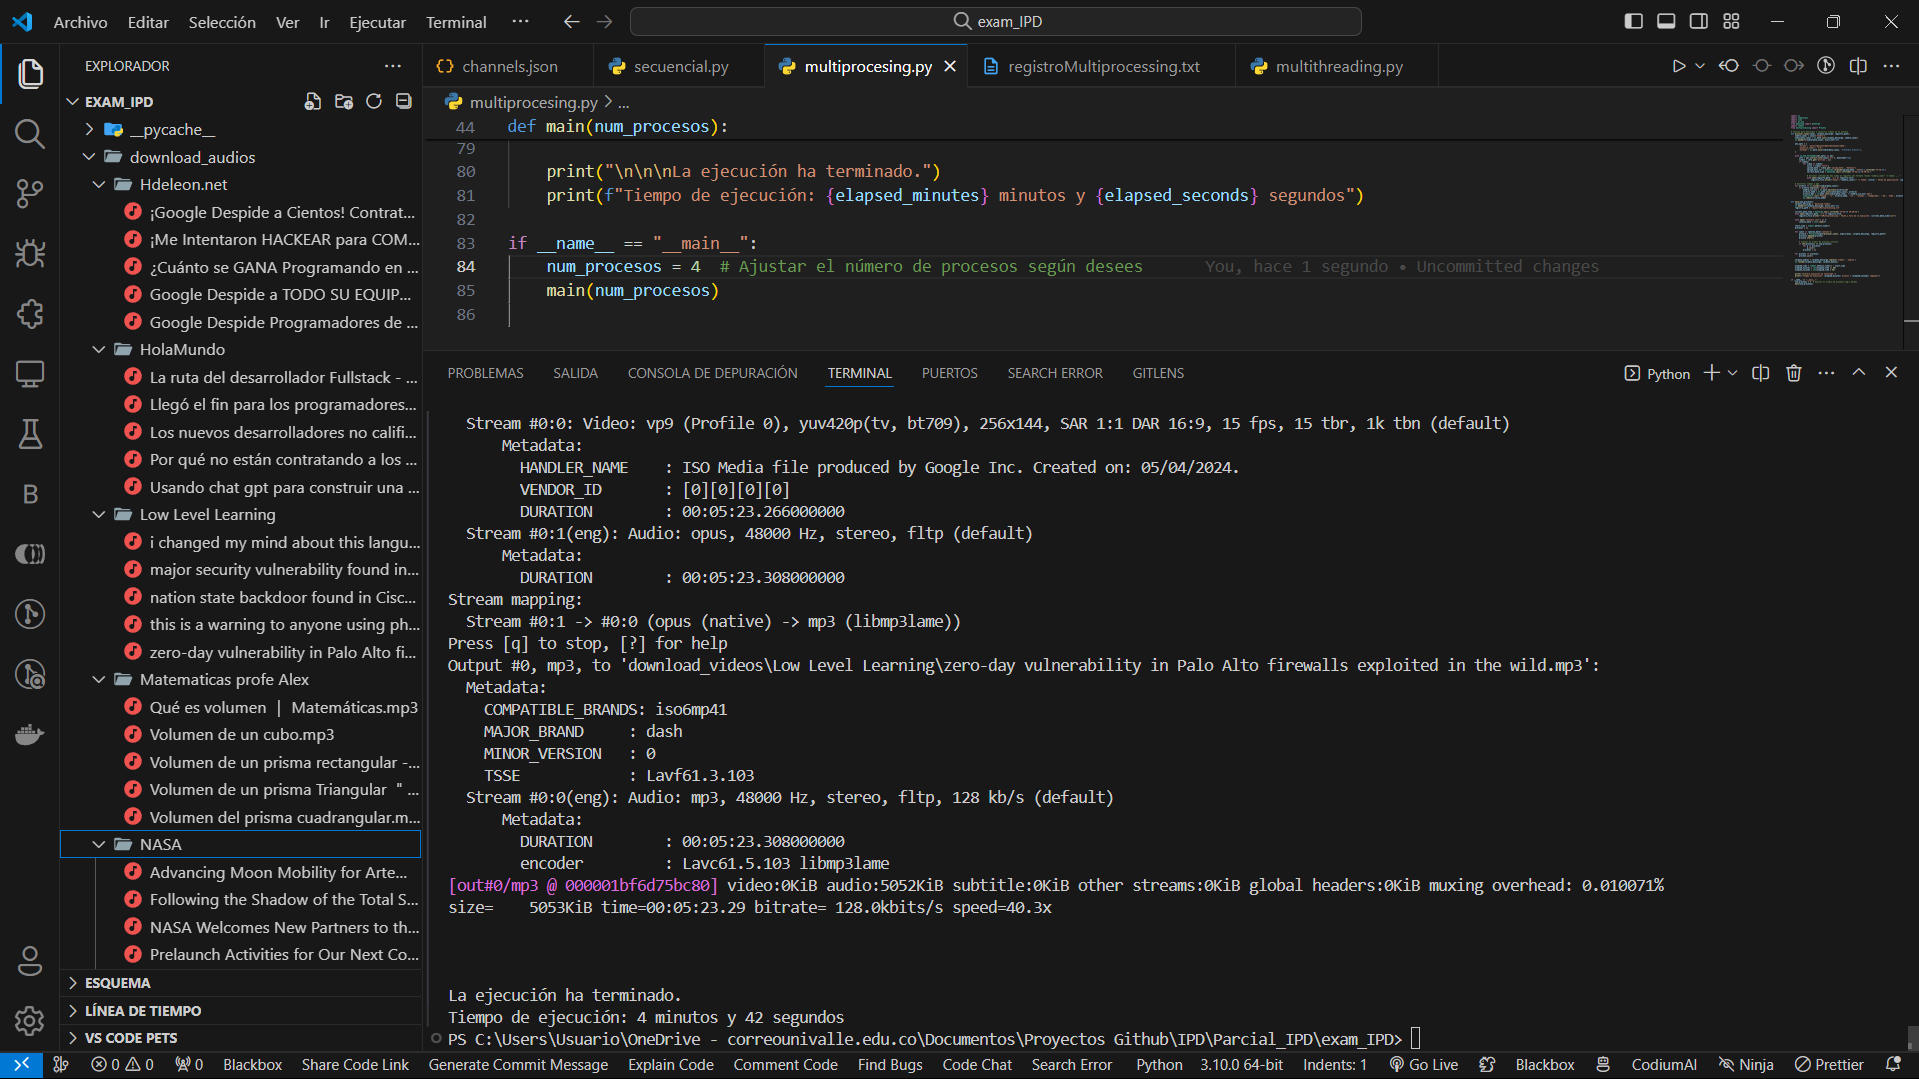 Archivo Editar Selección Ver Ir Ejecutar Terminal ··· exam_IPD
EXPLORADOR
EXAM_IPD
__pycache__
download_audios
Hdeleon.net
¡Google Despide a Cientos! Contrat...
¡Me Intentaron HACKEAR para COM...
¿Cuánto se GANA Programando en ...
Google Despide a TODO SU EQUIP...
Google Despide Programadores de ...
HolaMundo
La ruta del desarrollador Fullstack - ...
Llegó el fin para los programadores...
Los nuevos desarrolladores no califi...
Por qué no están contratando a los ...
Usando chat gpt para construir una ...
Low Level Learning
i changed my mind about this langu...
major security vulnerability found in...
nation state backdoor found in Cisc...
this is a warning to anyone using ph...
zero-day vulnerability in Palo Alto fi...
Matematicas profe Alex
Qué es volumen | Matemáticas.mp3
Volumen de un cubo.mp3
Volumen de un prisma rectangular -...
Volumen de un prisma Triangular " ...
Volumen del prisma cuadrangular.m...
NASA
Advancing Moon Mobility for Arte...
Following the Shadow of the Total S...
NASA Welcomes New Partners to th...
Prelaunch Activities for Our Next Co...
ESQUEMA
LÍNEA DE TIEMPO
VS CODE PETS
channels.json secuencial.py multiprocesing.py registroMultiprocessing.txt multithreading.py
multiprocesing.py > ...
44 def main(num_procesos):
79
80 print("\n\n\nLa ejecución ha terminado.")
81 print(f"Tiempo de ejecución: {elapsed_minutes} minutos y {elapsed_seconds} segundos")
82
83 if __name__ == "__main__":
84 num_procesos = 4 # Ajustar el número de procesos según desees You, hace 1 segundo • Uncommitted changes
85 main(num_procesos)
86
PROBLEMAS SALIDA CONSOLA DE DEPURACIÓN TERMINAL PUERTOS SEARCH ERROR GITLENS Python
Stream #0:0: Video: vp9 (Profile 0), yuv420p(tv, bt709), 256x144, SAR 1:1 DAR 16:9, 15 fps, 15 tbr, 1k tbn (default)
Metadata:
HANDLER_NAME : ISO Media file produced by Google Inc. Created on: 05/04/2024.
VENDOR_ID : [0][0][0][0]
DURATION : 00:05:23.266000000
Stream #0:1(eng): Audio: opus, 48000 Hz, stereo, fltp (default)
Metadata:
DURATION : 00:05:23.308000000
Stream mapping:
Stream #0:1 -> #0:0 (opus (native) -> mp3 (libmp3lame))
Press [q] to stop, [?] for help
Output #0, mp3, to 'download_videos\Low Level Learning\zero-day vulnerability in Palo Alto firewalls exploited in the wild.mp3':
Metadata:
COMPATIBLE_BRANDS: iso6mp41
MAJOR_BRAND : dash
MINOR_VERSION : 0
TSSE : Lavf61.3.103
Stream #0:0(eng): Audio: mp3, 48000 Hz, stereo, fltp, 128 kb/s (default)
Metadata:
DURATION : 00:05:23.308000000
encoder : Lavc61.5.103 libmp3lame
[out#0/mp3 @ 000001bf6d75bc80] video:0KiB audio:5052KiB subtitle:0KiB other streams:0KiB global headers:0KiB muxing overhead: 0.010071%
size= 5053KiB time=00:05:23.29 bitrate= 128.0kbits/s speed=40.3x
La ejecución ha terminado.
Tiempo de ejecución: 4 minutos y 42 segundos
PS C:\Users\Usuario\OneDrive - correounivalle.edu.co\Documentos\Proyectos Github\IPD\Parcial_IPD\exam_IPD>
0 0 0 Blackbox Share Code Link Generate Commit Message Explain Code Comment Code Find Bugs Code Chat Search Error Python 3.10.0 64-bit Indents: 1 Go Live Blackbox CodiumAI Ninja Prettier